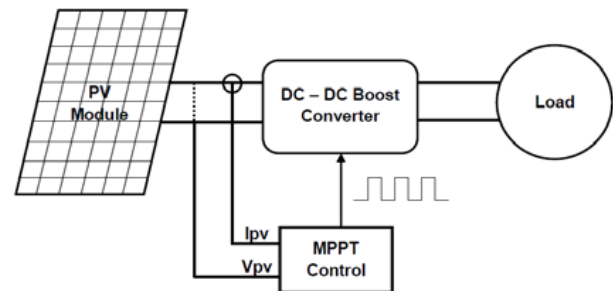 PV
Module
DC – DC Boost
Converter
Load
Ipv
Vpv
MPPT
Control